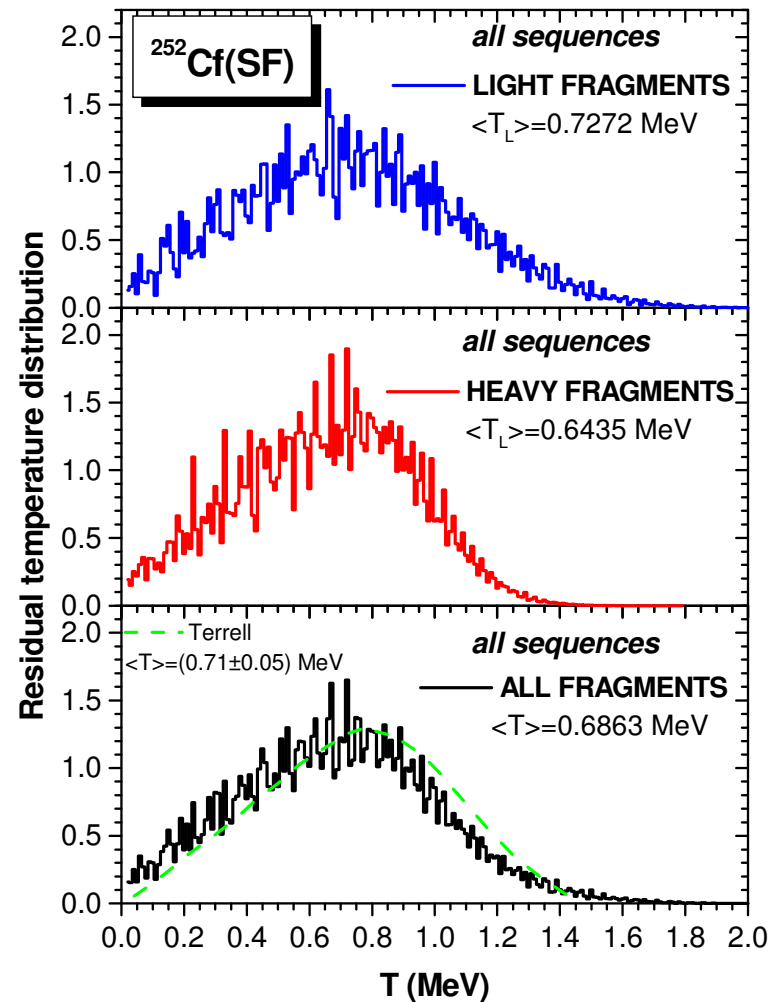 ²⁵²Cf(SF)
all sequences
LIGHT FRAGMENTS
<T_L>=0.7272 MeV
2.0
1.5
1.0
0.5
0.0
all sequences
HEAVY FRAGMENTS
<T_L>=0.6435 MeV
2.0
1.5
1.0
0.5
0.0
Terrell
<T>=(0.71±0.05) MeV
all sequences
ALL FRAGMENTS
<T>=0.6863 MeV
2.0
1.5
1.0
0.5
0.0
0.0 0.2 0.4 0.6 0.8 1.0 1.2 1.4 1.6 1.8 2.0
T (MeV)
Residual temperature distribution